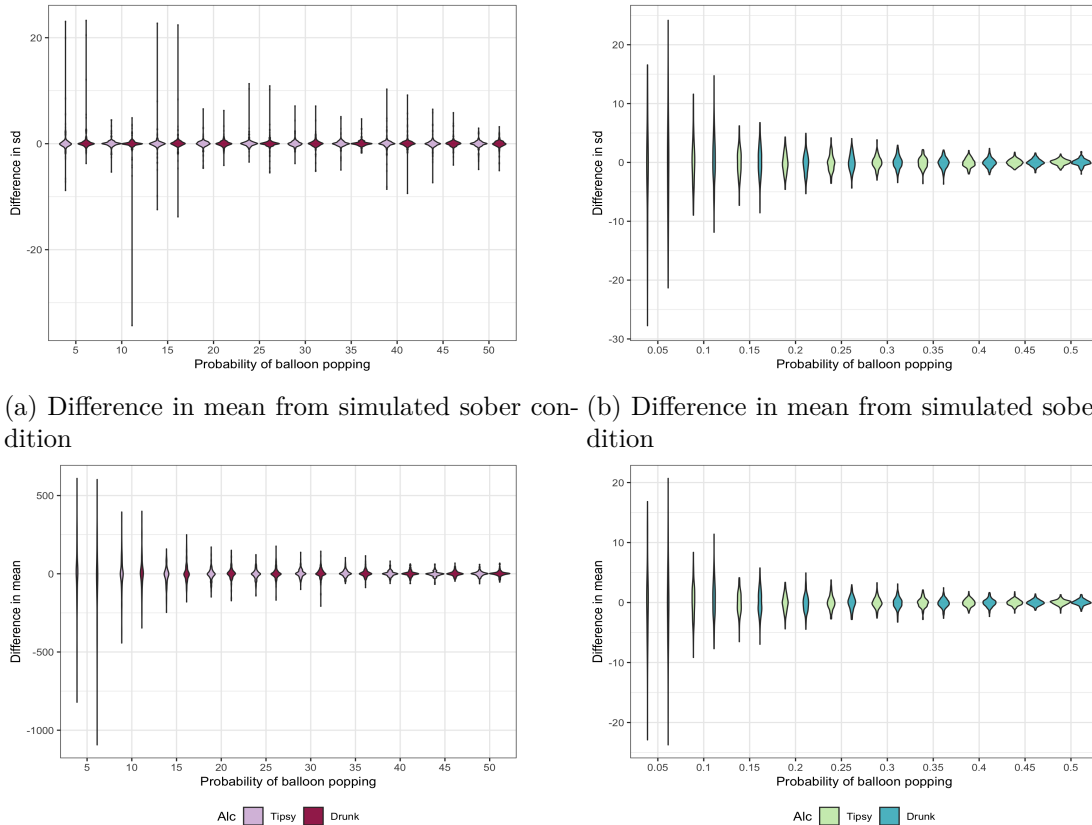 20
0
-20
Difference in sd
5 10 15 20 25 30 35 40 45 50
Probability of balloon popping
20
10
0
-10
-20
-30
Difference in sd
0.05 0.1 0.15 0.2 0.25 0.3 0.35 0.4 0.45 0.5
Probability of balloon popping
(a) Difference in mean from simulated sober con-
dition
(b) Difference in mean from simulated sobe
dition
500
0
-500
-1000
Difference in mean
5 10 15 20 25 30 35 40 45 50
Probability of balloon popping
Alc Tipsy Drunk
20
10
0
-10
-20
Difference in mean
0.05 0.1 0.15 0.2 0.25 0.3 0.35 0.4 0.45 0.5
Probability of balloon popping
Alc Tipsy Drunk